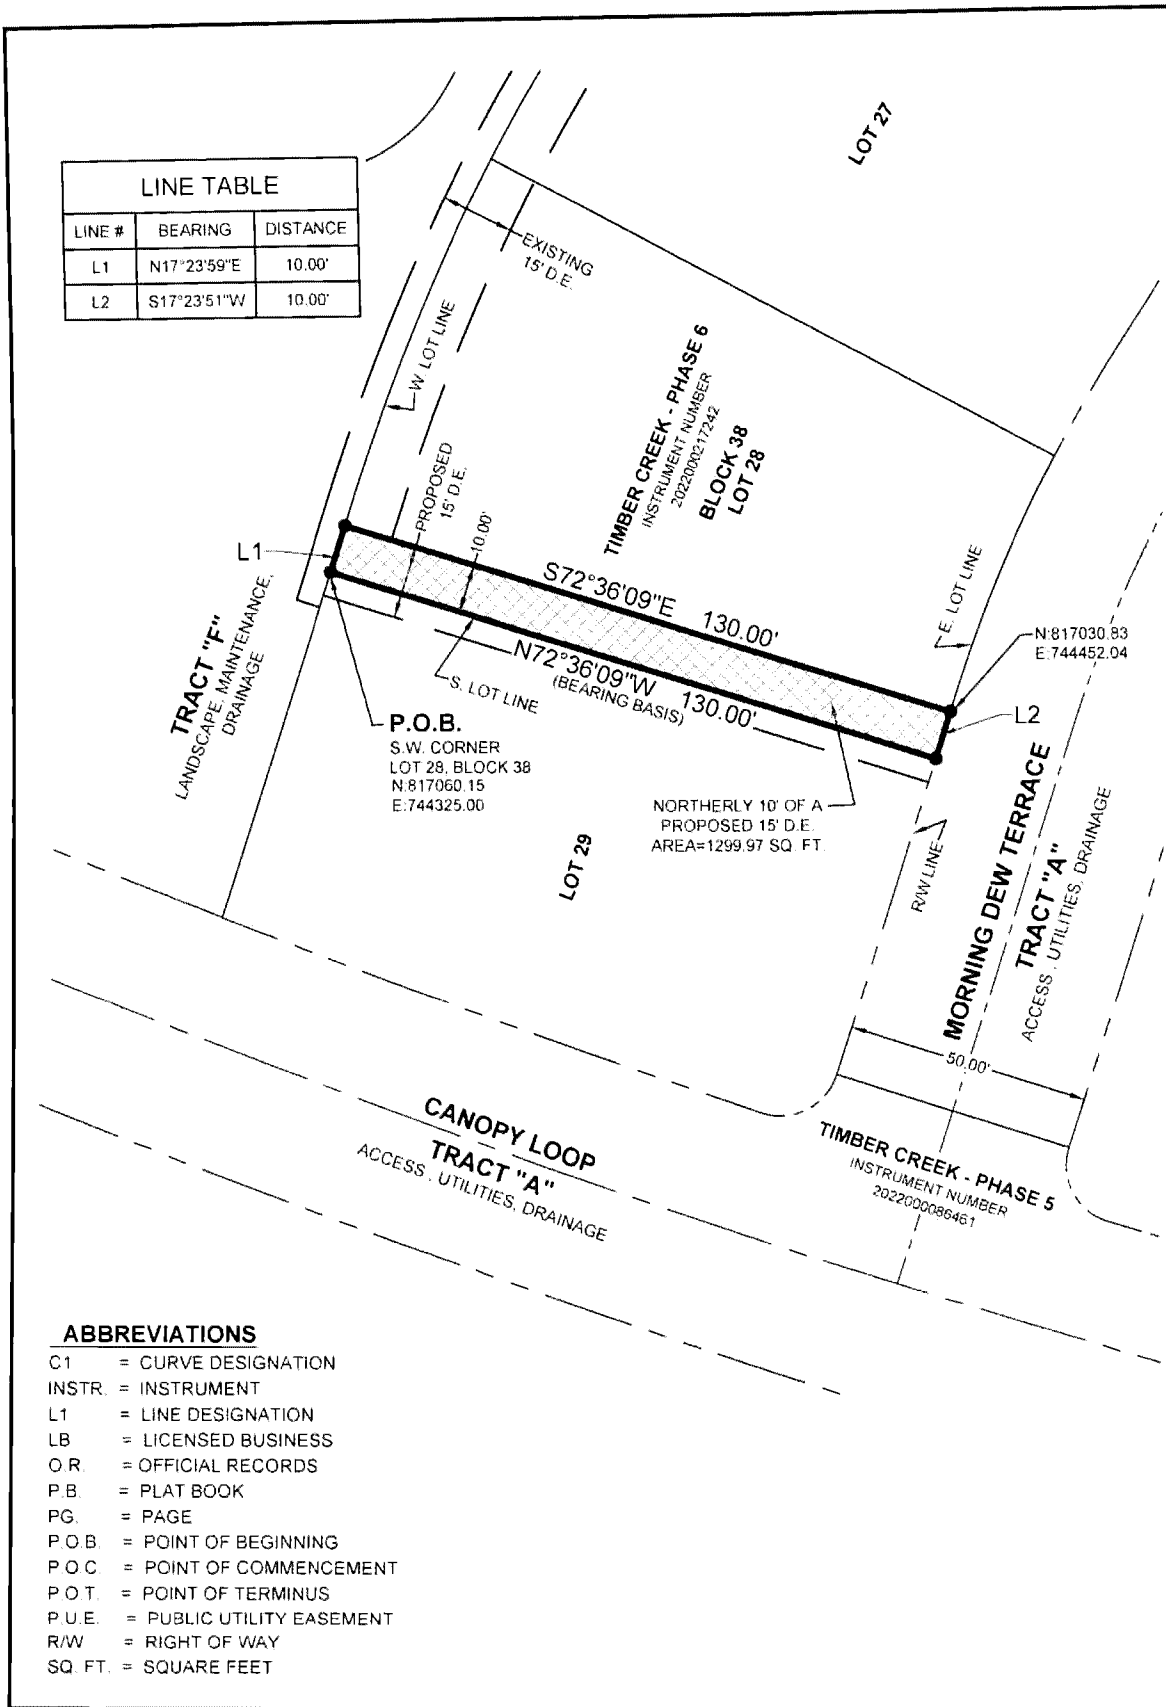 LINE TABLE
LINE # BEARING DISTANCE
L1 N17°23'59"E 10.00'
L2 S17°23'51"W 10.00'
LOT 27
EXISTING
15' D.E.
W. LOT LINE
TIMBER CREEK - PHASE 6
INSTRUMENT NUMBER
2022000217242
BLOCK 38
LOT 28
PROPOSED
15' D.E.
10.00'
L1
S72°36'09"E 130.00'
E. LOT LINE
N:817030.83
E:744452.04
TRACT "F"
LANDSCAPE, MAINTENANCE,
DRAINAGE
N72°36'09"W 130.00'
(BEARING BASIS)
S. LOT LINE
L2
P.O.B.
S.W. CORNER
LOT 28, BLOCK 38
N:817060.15
E:744325.00
NORTHERLY 10' OF A
PROPOSED 15' D.E.
AREA=1299.97 SQ. FT.
LOT 29
R/W LINE
MORNING DEW TERRACE
TRACT "A"
ACCESS , UTILITIES, DRAINAGE
50.00'
CANOPY LOOP
TRACT "A"
ACCESS , UTILITIES, DRAINAGE
TIMBER CREEK - PHASE 5
INSTRUMENT NUMBER
2022000086461
ABBREVIATIONS
C1 = CURVE DESIGNATION
INSTR. = INSTRUMENT
L1 = LINE DESIGNATION
LB = LICENSED BUSINESS
O.R. = OFFICIAL RECORDS
P.B. = PLAT BOOK
PG. = PAGE
P.O.B. = POINT OF BEGINNING
P.O.C. = POINT OF COMMENCEMENT
P.O.T. = POINT OF TERMINUS
P.U.E. = PUBLIC UTILITY EASEMENT
R/W = RIGHT OF WAY
SQ. FT. = SQUARE FEET